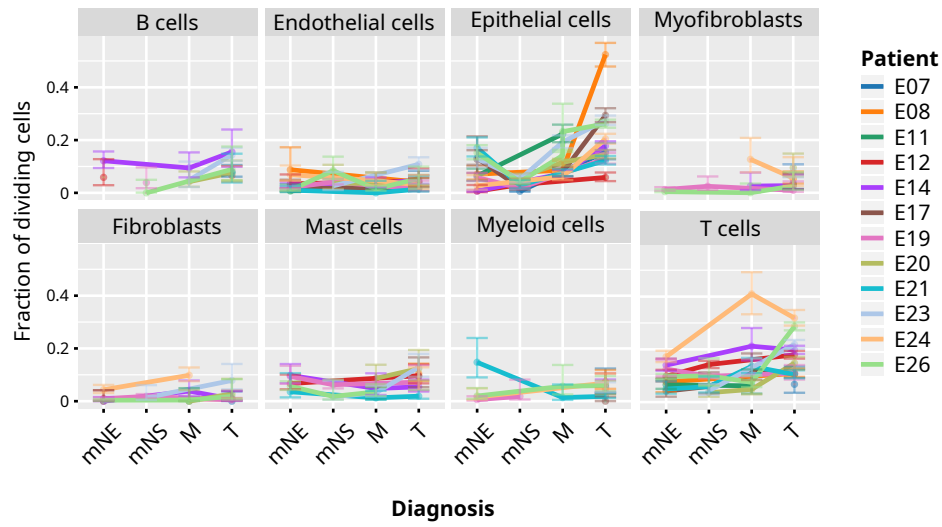 B cells
Endothelial cells
Epithelial cells
Myofibroblasts
0.4
0.2
0
Fraction of dividing cells
Fibroblasts
Mast cells
Myeloid cells
T cells
0.4
0.2
0
mNE
mNS
M
T
mNE
mNS
M
T
mNE
mNS
M
T
mNE
mNS
M
T
Diagnosis
Patient
E07
E08
E11
E12
E14
E17
E19
E20
E21
E23
E24
E26